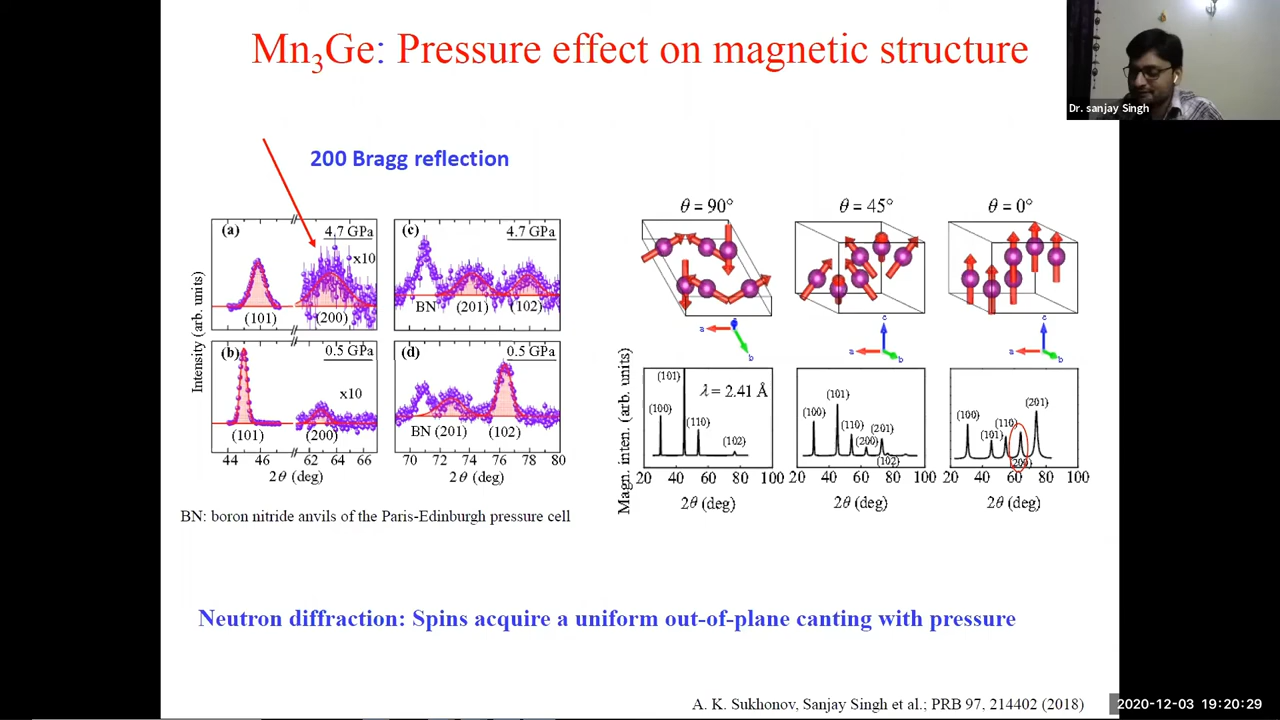 Mn3Ge: Pressure effect on magnetic structure
Dr. sanjay Singh
200 Bragg reflection
Intensity (arb. units)
(a) 4.7 GPa
x10
(101) (200)
(c) 4.7 GPa
BN (201) (102)
(b) 0.5 GPa
x10
(101) (200)
(d) 0.5 GPa
BN (201) (102)
44 46 62 64 66
2θ (deg)
70 72 74 76 78 80
2θ (deg)
BN: boron nitride anvils of the Paris-Edinburgh pressure cell
θ = 90°
θ = 45°
θ = 0°
a b
c a b
c a b
Magn. inten. (arb. units)
(101)
λ = 2.41 Å
(100)
(110)
(102)
20 40 60 80 100
2θ (deg)
(101)
(100)
(110)
(201)
(200)
(102)
20 40 60 80 100
2θ (deg)
(201)
(100)
(110)
(101)
(200)
20 40 60 80 100
2θ (deg)
Neutron diffraction: Spins acquire a uniform out-of-plane canting with pressure
A. K. Sukhonov, Sanjay Singh et al.; PRB 97, 214402 (2018)
2020-12-03 19:20:29